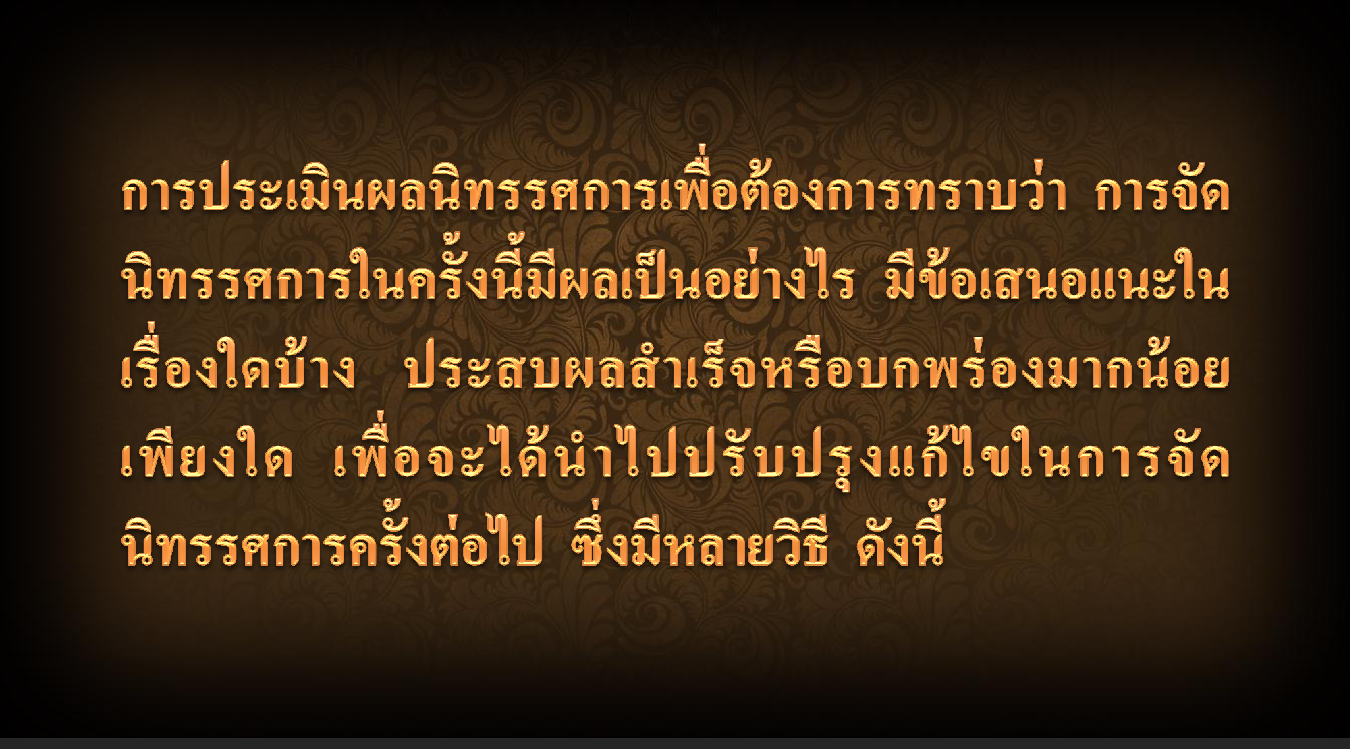 การประเมินผลนิทรรศการเพื่อต้องการทราบว่า การจัด
นิทรรศการในครั้งนี้มีผลเป็นอย่างไร มีข้อเสนอแนะใน
เรื่องใดบ้าง ประสบผลสำเร็จหรือบกพร่องมากน้อย
เพียงใด เพื่อจะได้นำไปปรับปรุงแก้ไขในการจัด
นิทรรศการครั้งต่อไป ซึ่งมีหลายวิธี ดังนี้